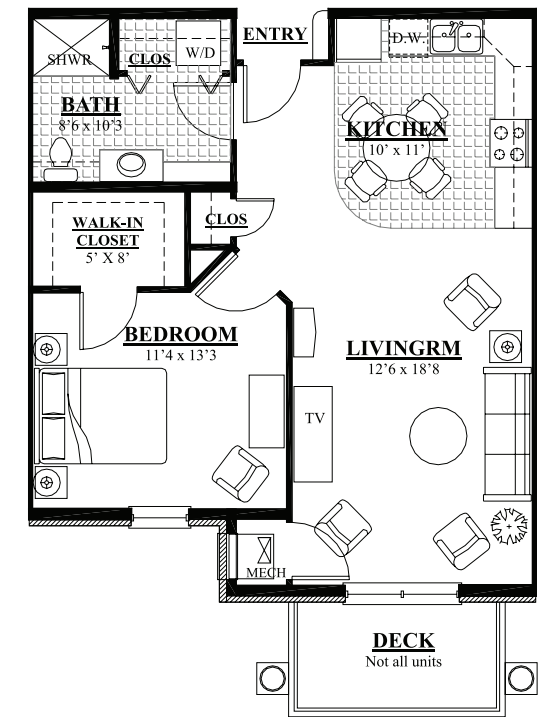 ENTRY
D.W.
SHWR
CLOS
W/D
BATH
8'6 x 10'3
KITCHEN
10' x 11'
WALK-IN
CLOSET
5' X 8'
CLOS
BEDROOM
11'4 x 13'3
LIVINGRM
12'6 x 18'8
TV
MECH
DECK
Not all units